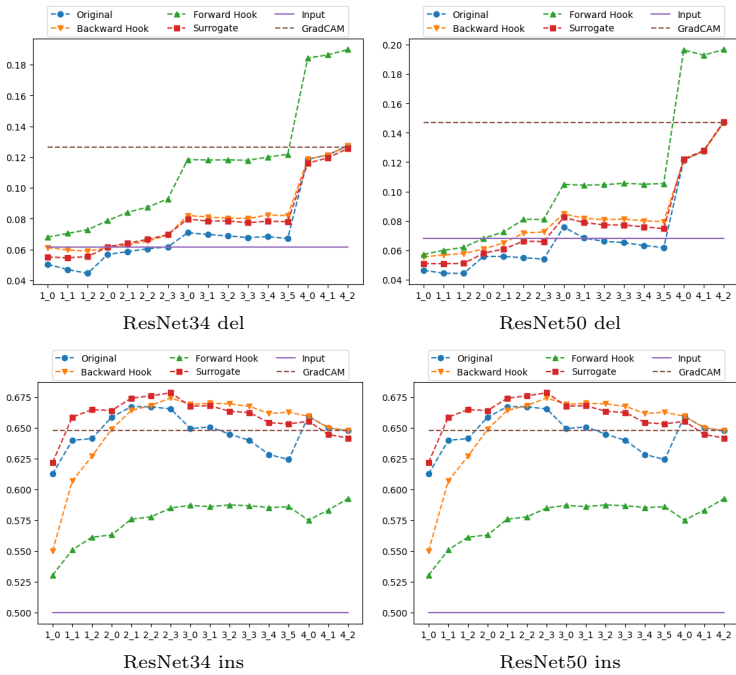 Original Forward Hook Input
Backward Hook Surrogate GradCAM
0.18
0.16
0.14
0.12
0.10
0.08
0.06
0.04
1_0 1_1 1_2 2_0 2_1 2_2 2_3 3_0 3_1 3_2 3_3 3_4 3_5 4_0 4_1 4_2
ResNet34 del
Original Forward Hook Input
Backward Hook Surrogate GradCAM
0.20
0.18
0.16
0.14
0.12
0.10
0.08
0.06
0.04
1_0 1_1 1_2 2_0 2_1 2_2 2_3 3_0 3_1 3_2 3_3 3_4 3_5 4_0 4_1 4_2
ResNet50 del
Original Forward Hook Input
Backward Hook Surrogate GradCAM
0.675
0.650
0.625
0.600
0.575
0.550
0.525
0.500
1_0 1_1 1_2 2_0 2_1 2_2 2_3 3_0 3_1 3_2 3_3 3_4 3_5 4_0 4_1 4_2
ResNet34 ins
Original Forward Hook Input
Backward Hook Surrogate GradCAM
0.675
0.650
0.625
0.600
0.575
0.550
0.525
0.500
1_0 1_1 1_2 2_0 2_1 2_2 2_3 3_0 3_1 3_2 3_3 3_4 3_5 4_0 4_1 4_2
ResNet50 ins